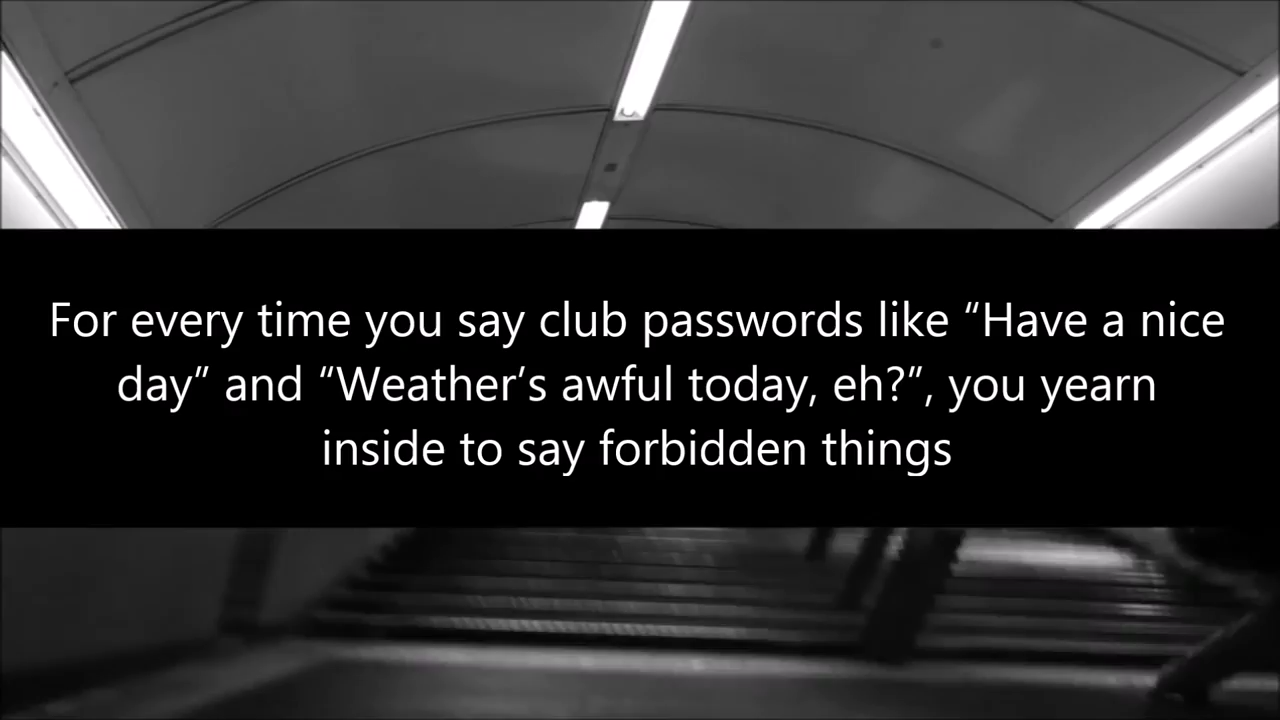 For every time you say club passwords like “Have a nice
day” and “Weather’s awful today, eh?”, you yearn
inside to say forbidden things